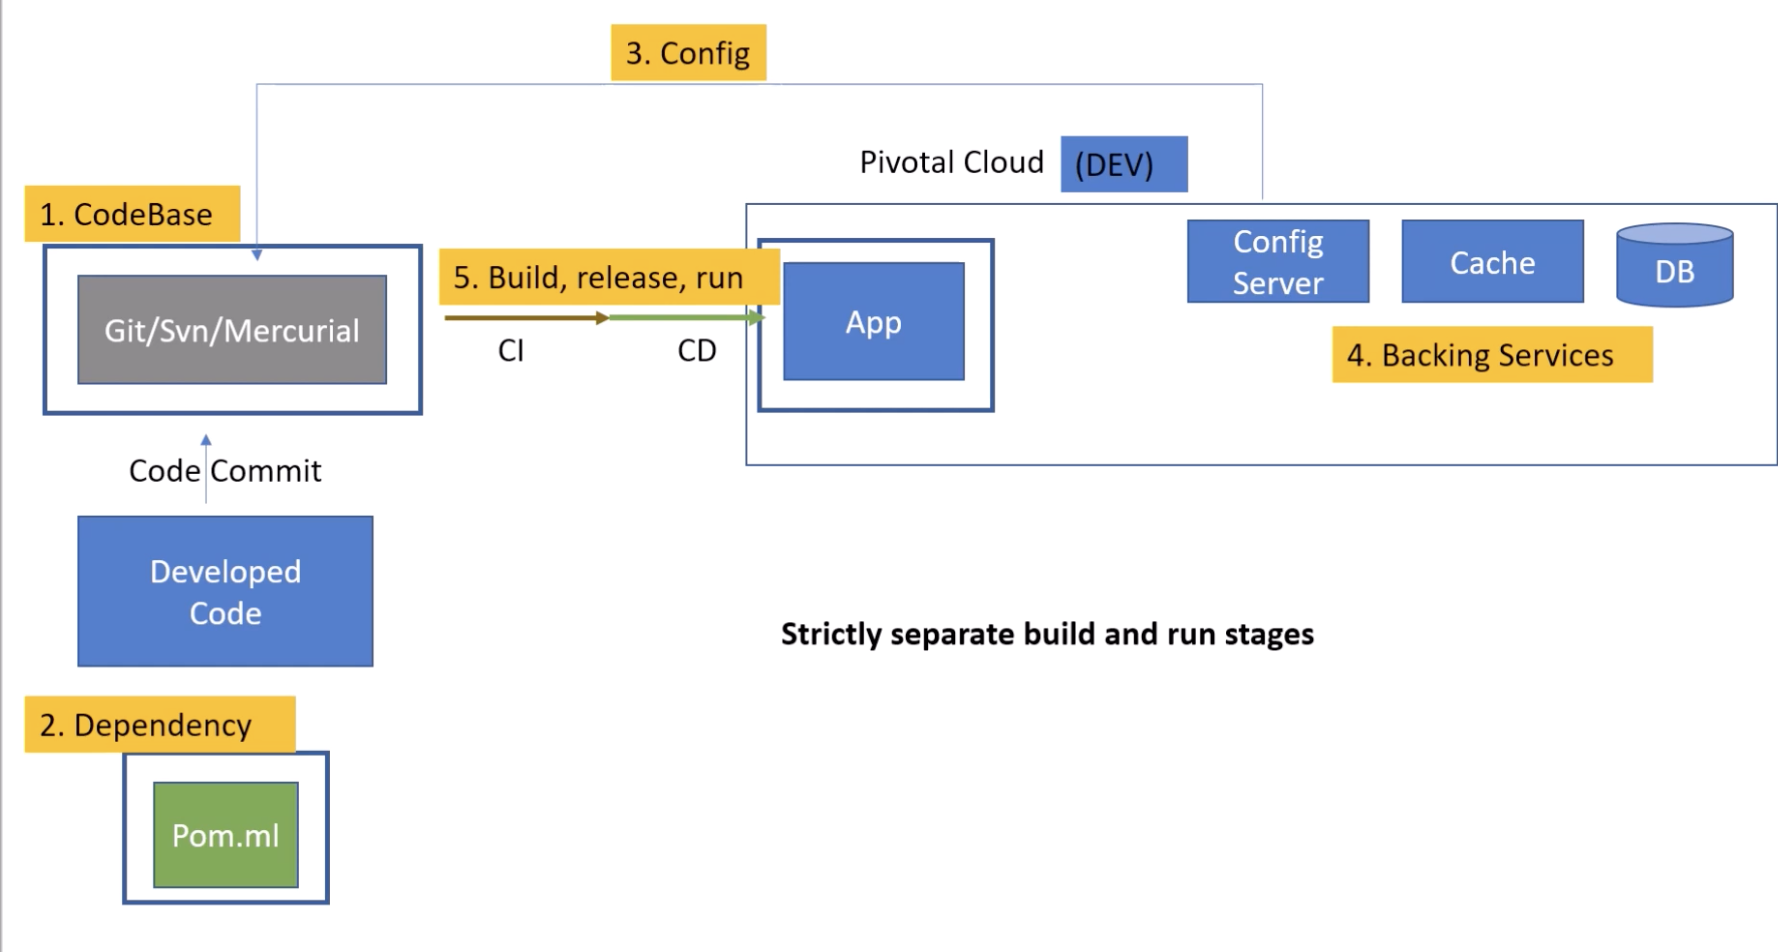 3. Config
Pivotal Cloud
(DEV)
1. CodeBase
Git/Svn/Mercurial
5. Build, release, run
CI
CD
App
Config
Server
Cache
DB
4. Backing Services
Code Commit
Developed
Code
Strictly separate build and run stages
2. Dependency
Pom.ml